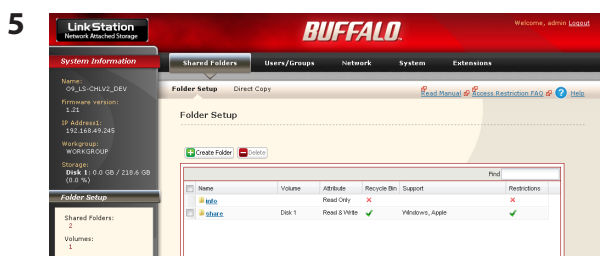 5
LinkStation
Network Attached Storage
BUFFALO
Welcome, admin Logout
System Information
Shared Folders Users/Groups Network System Extensions
Folder Setup Direct Copy
Read Manual Access Restriction FAQ ? Help
Name:
O9_LS-CHLV2_DEV
Firmware version:
1.21
IP Address1:
192.168.49.245
Workgroup:
WORKGROUP
Storage:
Disk 1: 0.0 GB / 218.6 GB
(0.0 %)
Folder Setup
Shared Folders:
2
Volumes:
1
Folder Setup
Create Folder Delete
Find
Name Volume Attribute Recycle Bin Support Restrictions
info Read Only
share Disk 1 Read & Write Windows, Apple